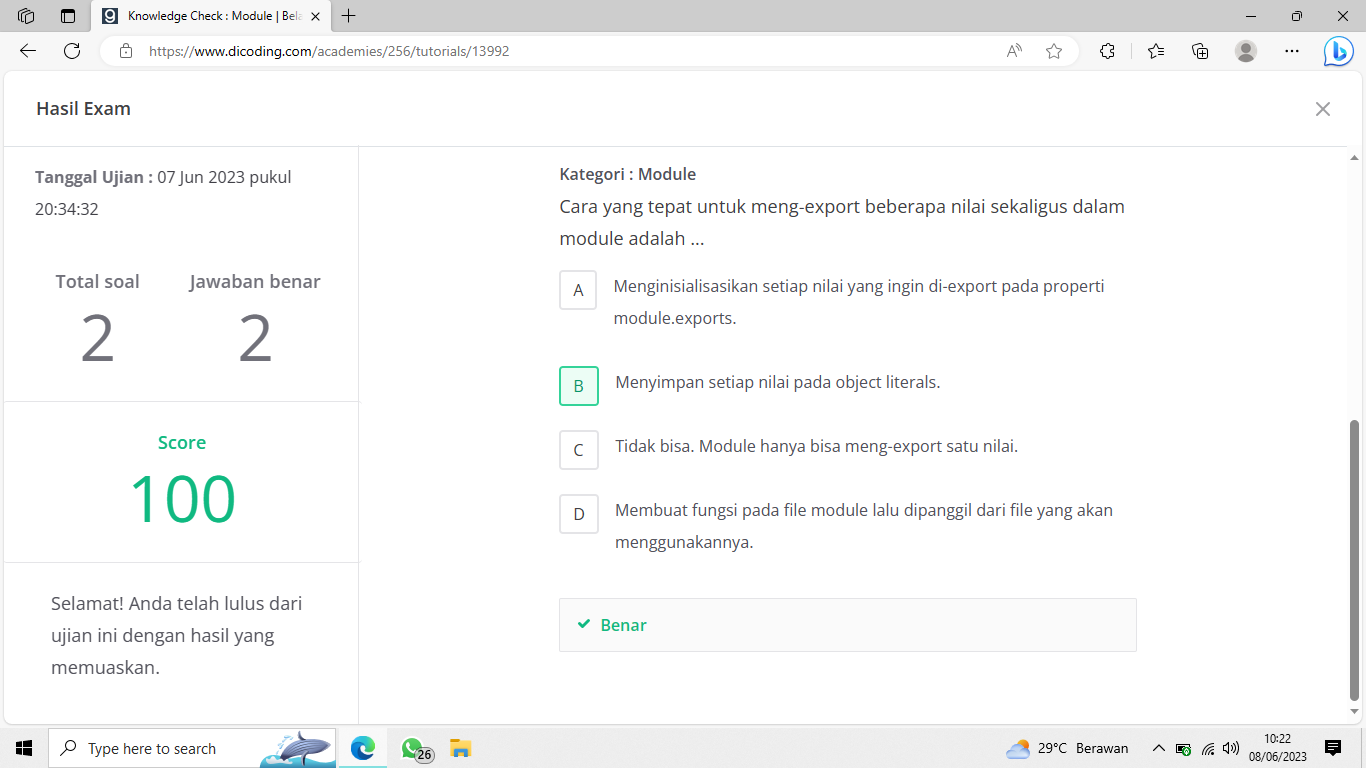 Knowledge Check : Module | Bela
https://www.dicoding.com/academies/256/tutorials/13992
Hasil Exam
Tanggal Ujian : 07 Jun 2023 pukul
20:34:32
Total soal
Jawaban benar
2
2
Score
100
Selamat! Anda telah lulus dari
ujian ini dengan hasil yang
memuaskan.
Kategori : Module
Cara yang tepat untuk meng-export beberapa nilai sekaligus dalam
module adalah ...
A
Menginisialisasikan setiap nilai yang ingin di-export pada properti
module.exports.
B
Menyimpan setiap nilai pada object literals.
C
Tidak bisa. Module hanya bisa meng-export satu nilai.
D
Membuat fungsi pada file module lalu dipanggil dari file yang akan
menggunakannya.
Benar
Type here to search
26
29°C Berawan
10:22
08/06/2023